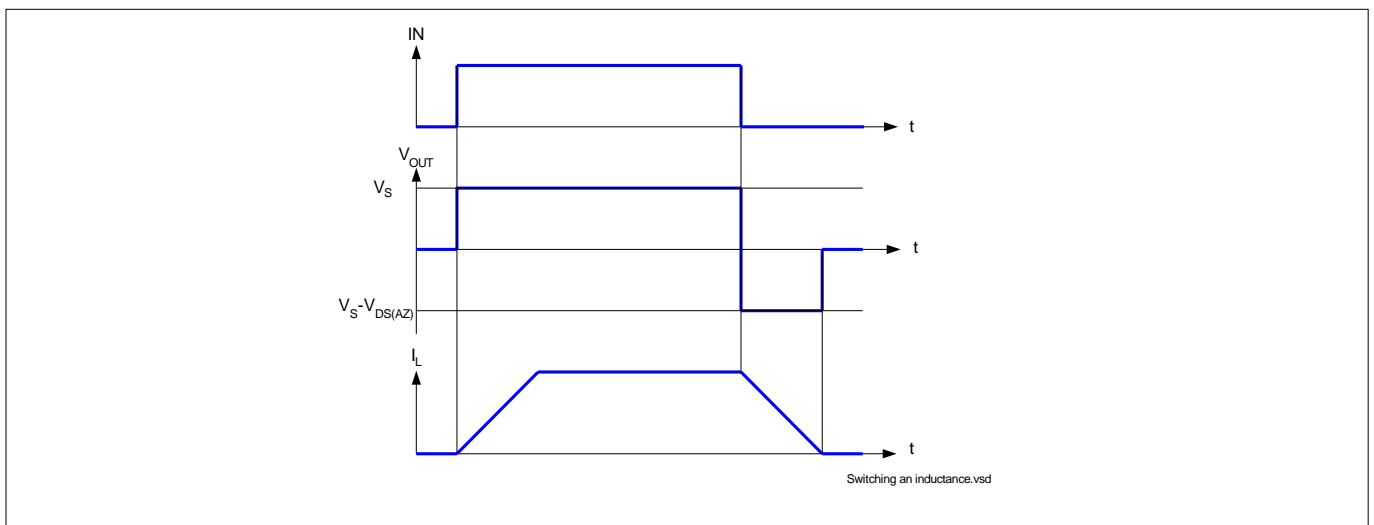 IN
t
V_OUT
V_S
t
V_S-V_DS(AZ)
I_L
t
Switching an inductance.vsd